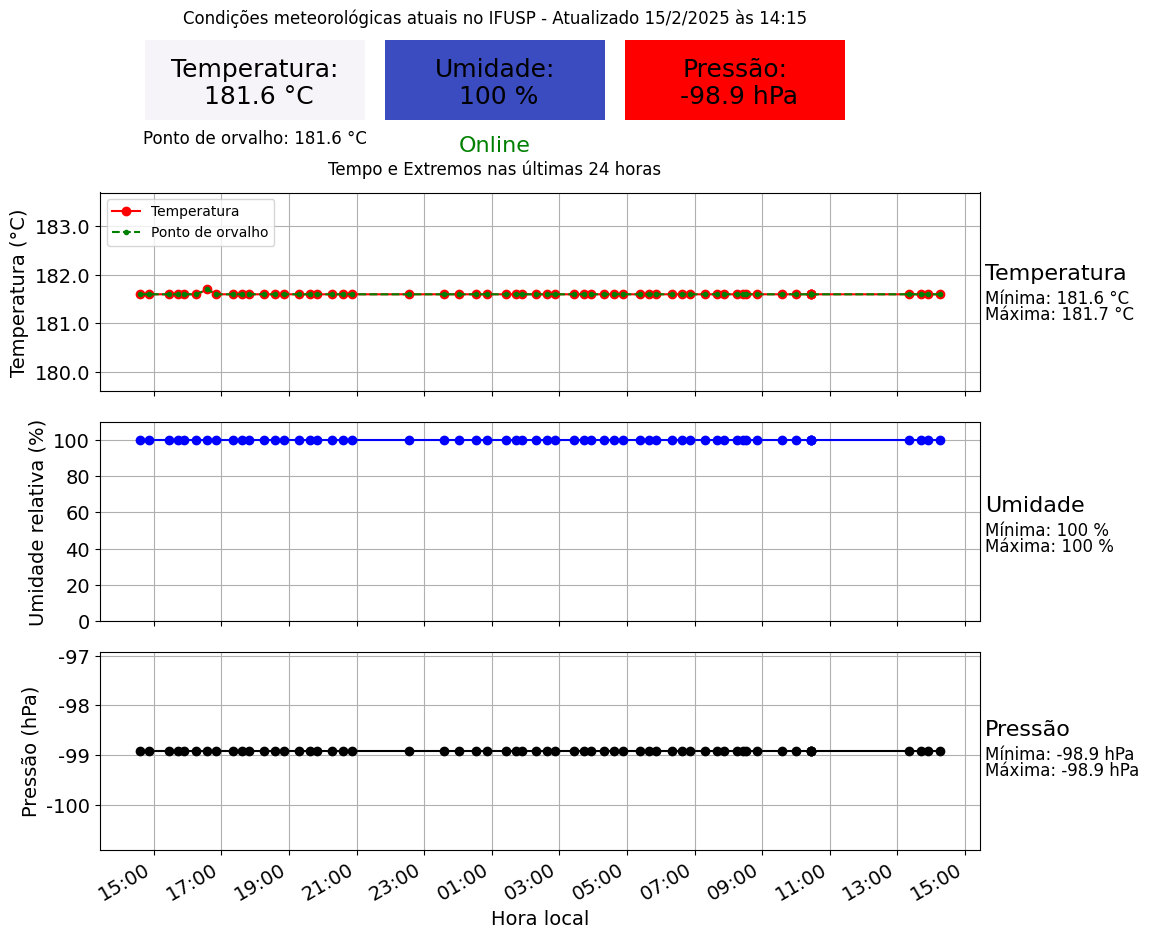 Condições meteorológicas atuais no IFUSP - Atualizado 15/2/2025 às 14:15
Temperatura:
181.6 °C
Umidade:
100 %
Pressão:
-98.9 hPa
Ponto de orvalho: 181.6 °C
Online
Tempo e Extremos nas últimas 24 horas
Temperatura (°C)
183.0
182.0
181.0
180.0
Temperatura
Ponto de orvalho
Temperatura
Mínima: 181.6 °C
Máxima: 181.7 °C
Umidade relativa (%)
100
80
60
40
20
0
Umidade
Mínima: 100 %
Máxima: 100 %
Pressão (hPa)
-97
-98
-99
-100
Pressão
Mínima: -98.9 hPa
Máxima: -98.9 hPa
15:00 17:00 19:00 21:00 23:00 01:00 03:00 05:00 07:00 09:00 11:00 13:00 15:00
Hora local